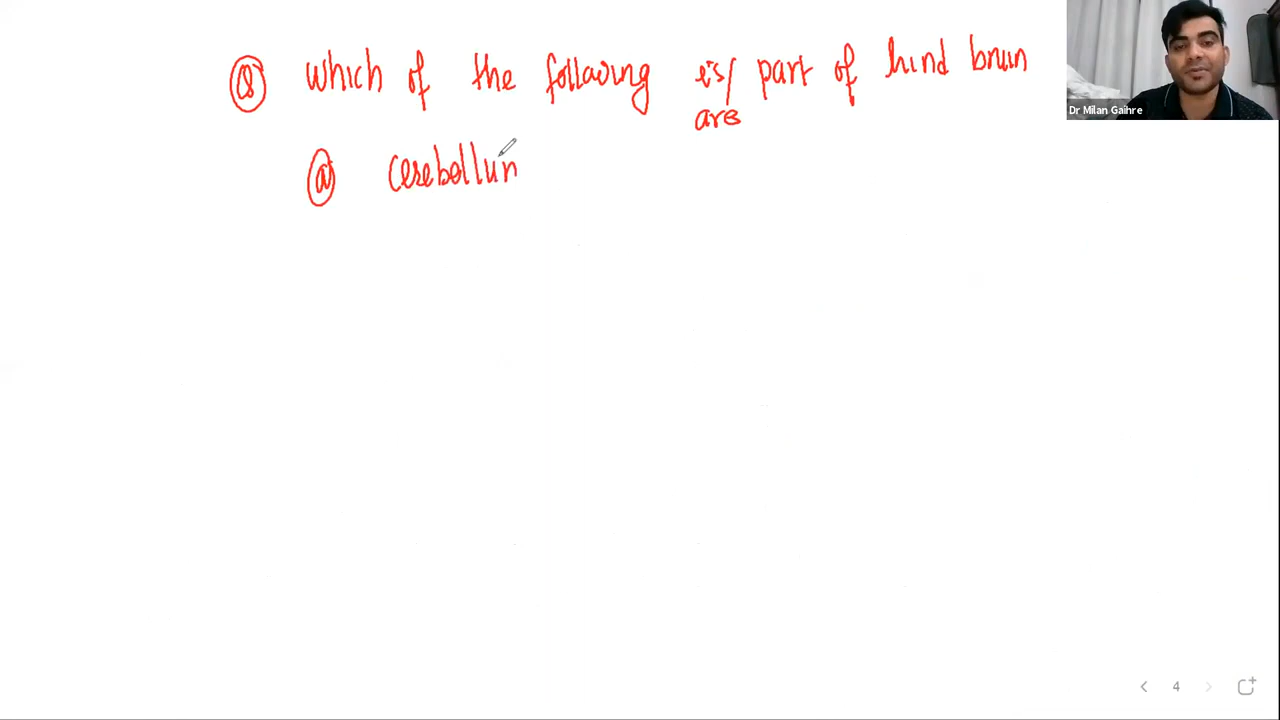 Q which of the following is/ part of hind brain
are
a cerebellum
Dr Milan Gaihre
4